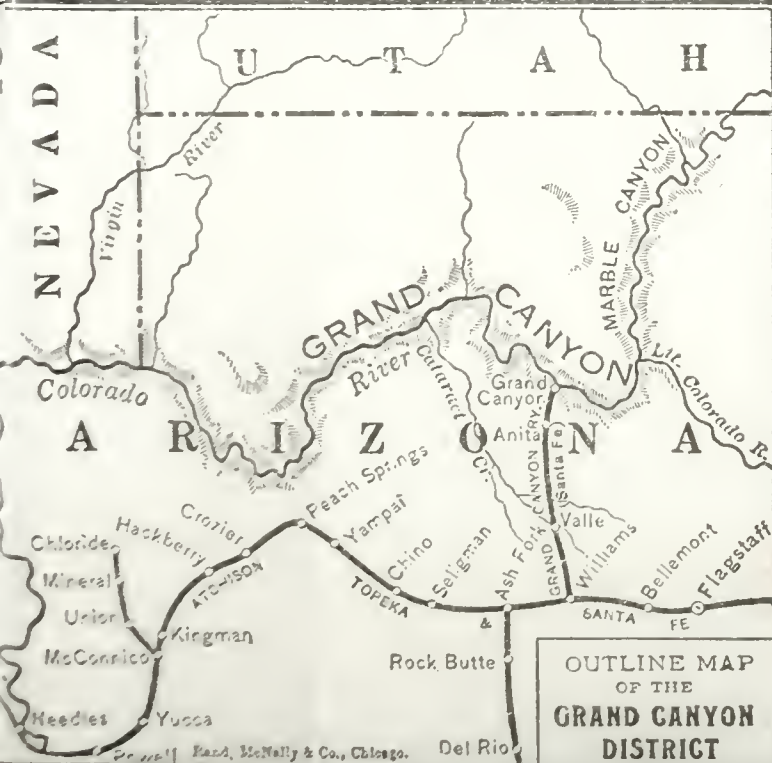 NEVADA
UTAH
Virgin
River
MARBLE CANYON
GRAND CANYON
Colorado
River
Cataract Cr.
Grand
Canyon
Lit. Colorado R.
ARIZONA
Anita
GRAND CANYON RY.
Santa Fe
Valle
Peach Springs
Yampai
Crozier
Hackberry
Chloride
Mineral
Chino
Seligman
Ash Fork
Williams
Bellemont
Flagstaff
ATCHISON
TOPEKA
&
SANTA
FE
Union
Kingman
McConnico
Rock Butte
Needles
Yucca
Powell
Del Rio
Rand, McNally & Co., Chicago.
OUTLINE MAP
OF THE
GRAND CANYON
DISTRICT